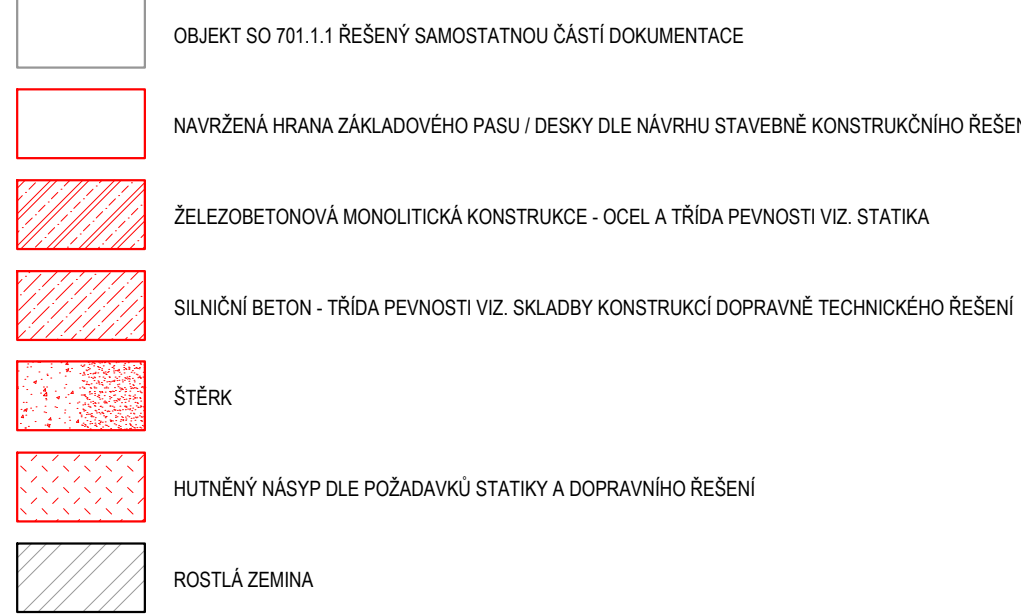 OBJEKT SO 701.1.1 ŘEŠENÝ SAMOSTATNOU ČÁSTÍ DOKUMENTACE
NAVRŽENÁ HRANA ZÁKLADOVÉHO PASU / DESKY DLE NÁVRHU STAVEBNĚ KONSTRUKČNÍHO
ŽELEZOBETONOVÁ MONOLITICKÁ KONSTRUKCE - OCEL A TŘÍDA PEVNOSTI VIZ. STATIKA
SILNIČNÍ BETON - TŘÍDA PEVNOSTI VIZ. SKLADBY KONSTRUKCÍ DOPRAVNĚ TECHNICKÉHO ŘEŠENÍ
ŠTĚRK
HUTNĚNÝ NÁSYP DLE POŽADAVKŮ STATIKY A DOPRAVNÍHO ŘEŠENÍ
ROSTLÁ ZEMINA